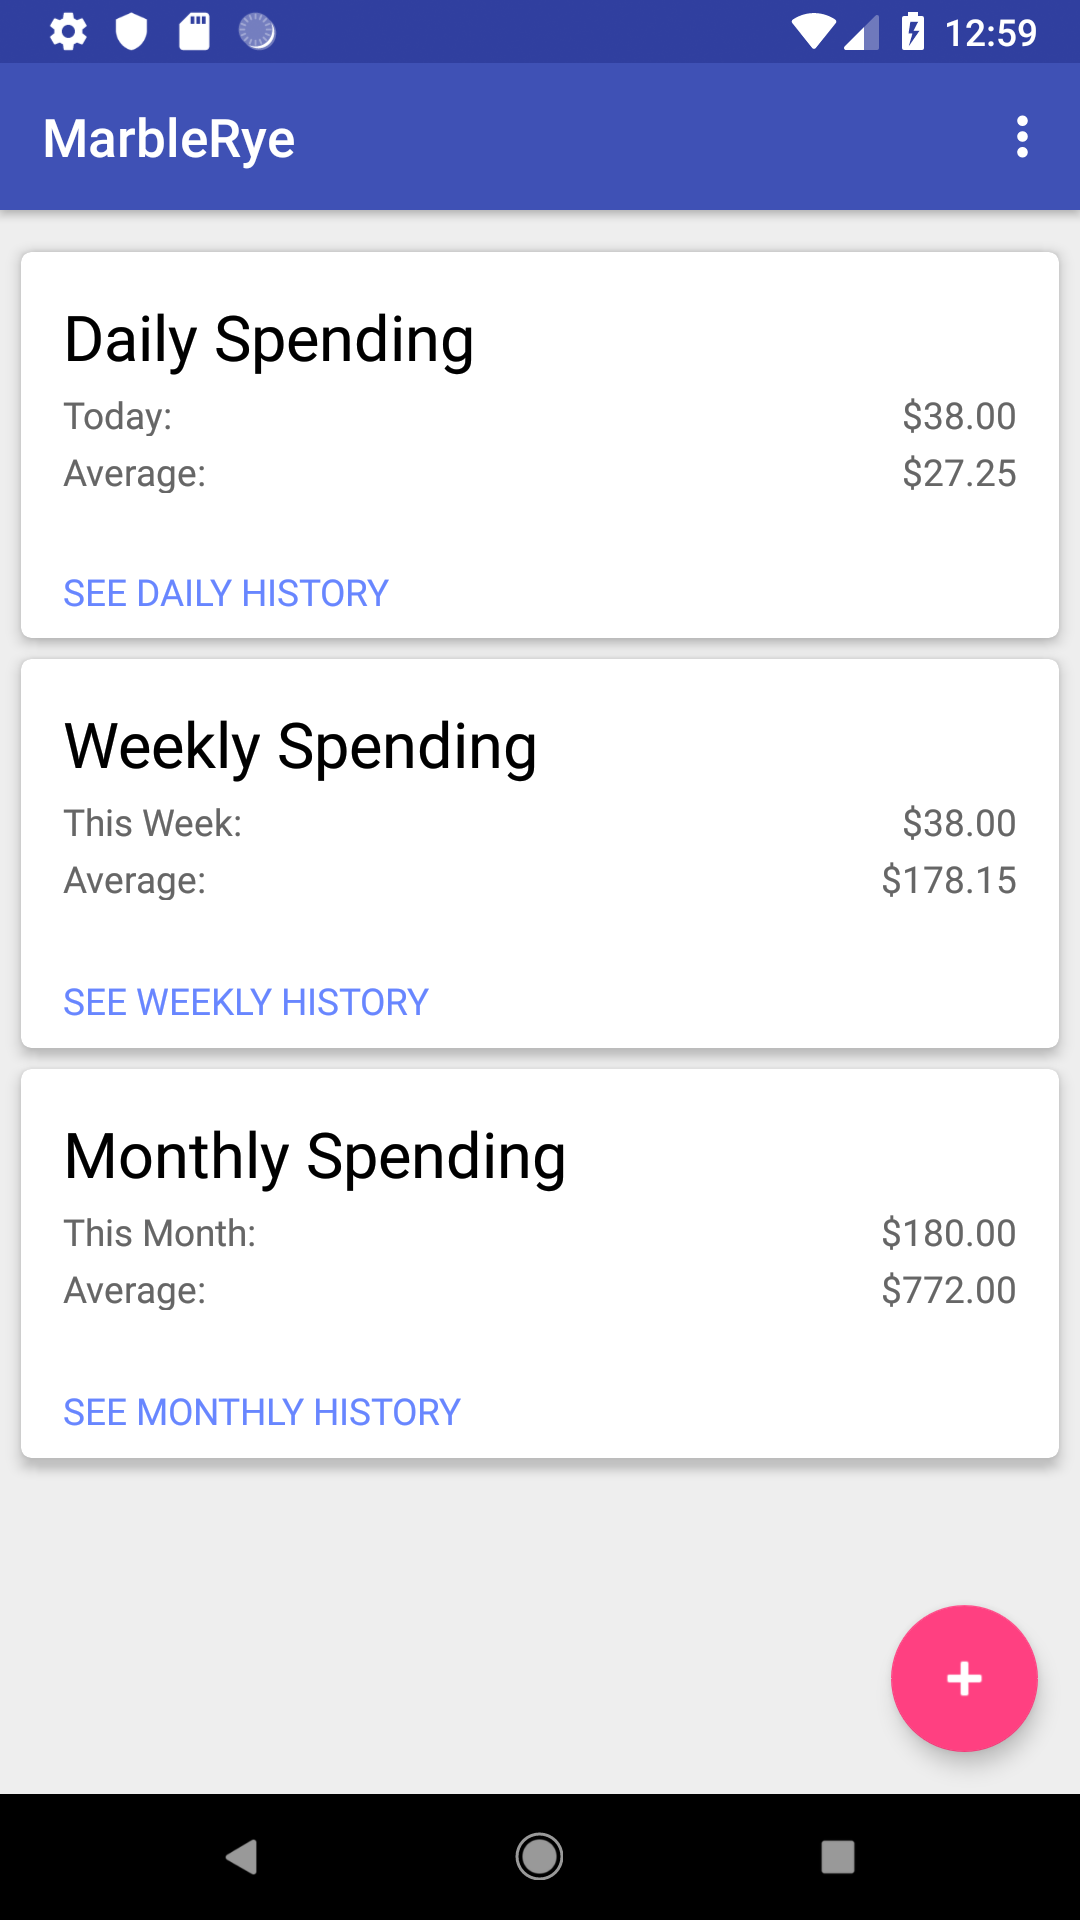 12:59
MarbleRye
Daily Spending
Today: $38.00
Average: $27.25
SEE DAILY HISTORY
Weekly Spending
This Week: $38.00
Average: $178.15
SEE WEEKLY HISTORY
Monthly Spending
This Month: $180.00
Average: $772.00
SEE MONTHLY HISTORY